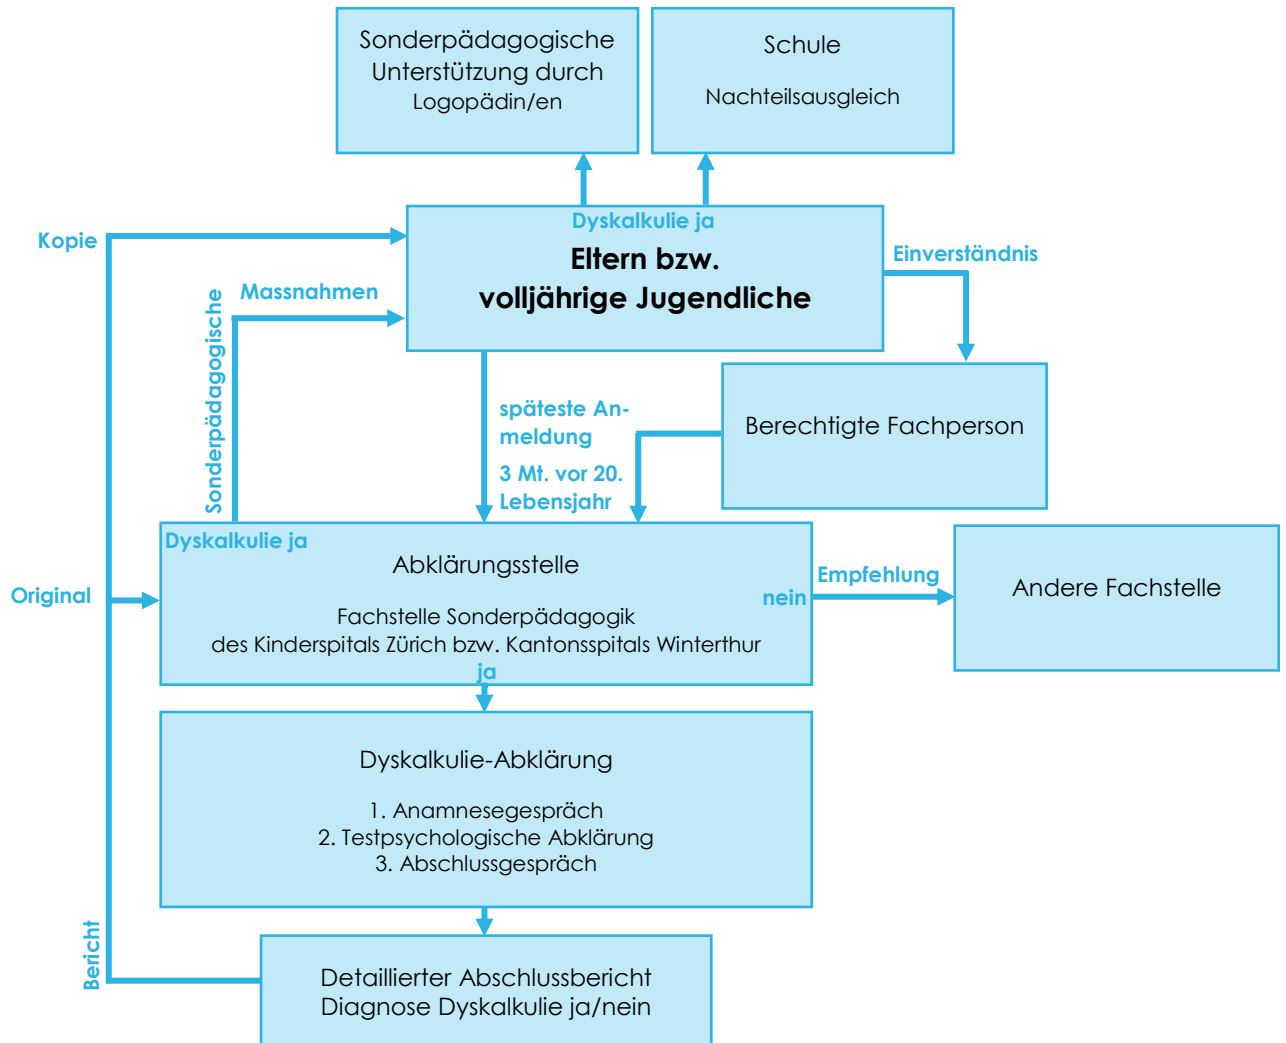 Sonderpädagogische
Unterstützung durch
Logopädin/en
Schule
Nachteilsausgleich
Kopie
Dyskalkulie ja
Eltern bzw.
volljährige Jugendliche
Einverständnis
Massnahmen
Sonderpädagogische
späteste An-
meldung
3 Mt. vor 20.
Lebensjahr
Berechtigte Fachperson
Dyskalkulie ja
Abklärungsstelle
Fachstelle Sonderpädagogik
des Kinderspitals Zürich bzw. Kantonsspitals Winterthur
ja
nein
Empfehlung
Andere Fachstelle
Original
Dyskalkulie-Abklärung
1. Anamnesegespräch
2. Testpsychologische Abklärung
3. Abschlussgespräch
Bericht
Detaillierter Abschlussbericht
Diagnose Dyskalkulie ja/nein